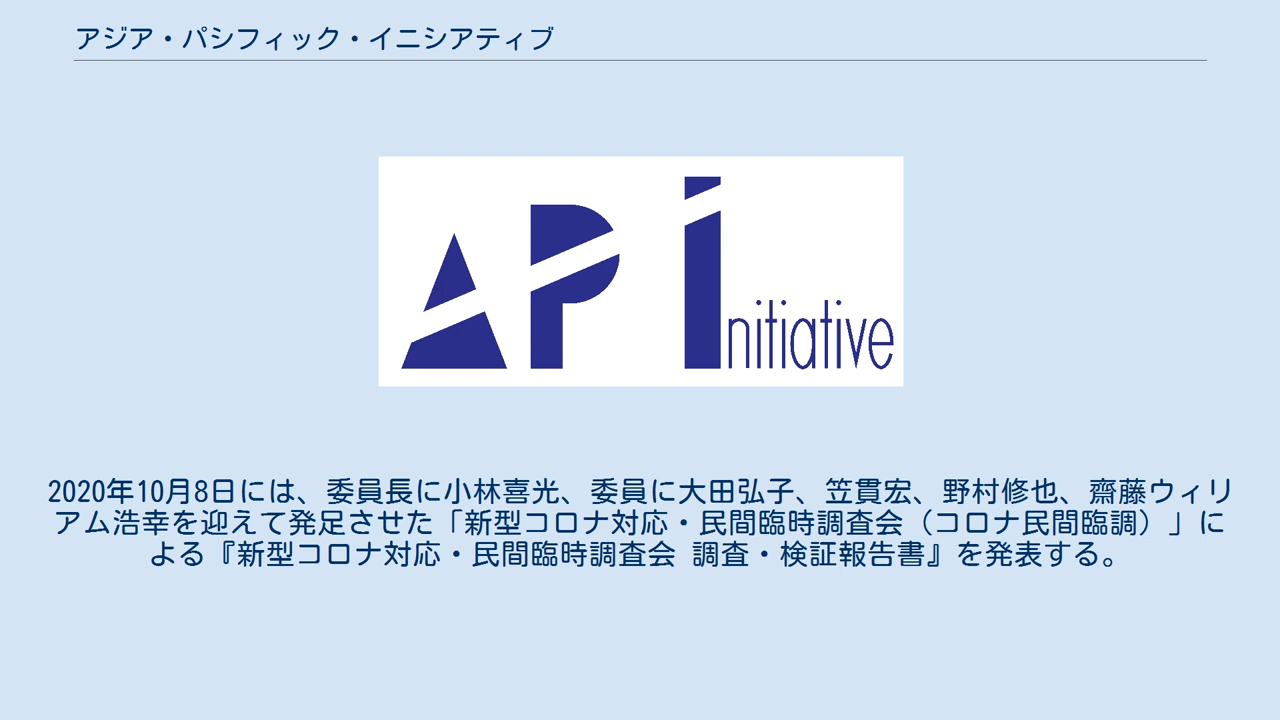 アジア・パシフィック・イニシアティブ
AP Initiative
2020年10月8日には、委員長に小林喜光、委員に大田弘子、笠貫宏、野村修也、齋藤ウィリ
アム浩幸を迎えて発足させた「新型コロナ対応・民間臨時調査会（コロナ民間臨調）」に
よる『新型コロナ対応・民間臨時調査会 調査・検証報告書』を発表する。